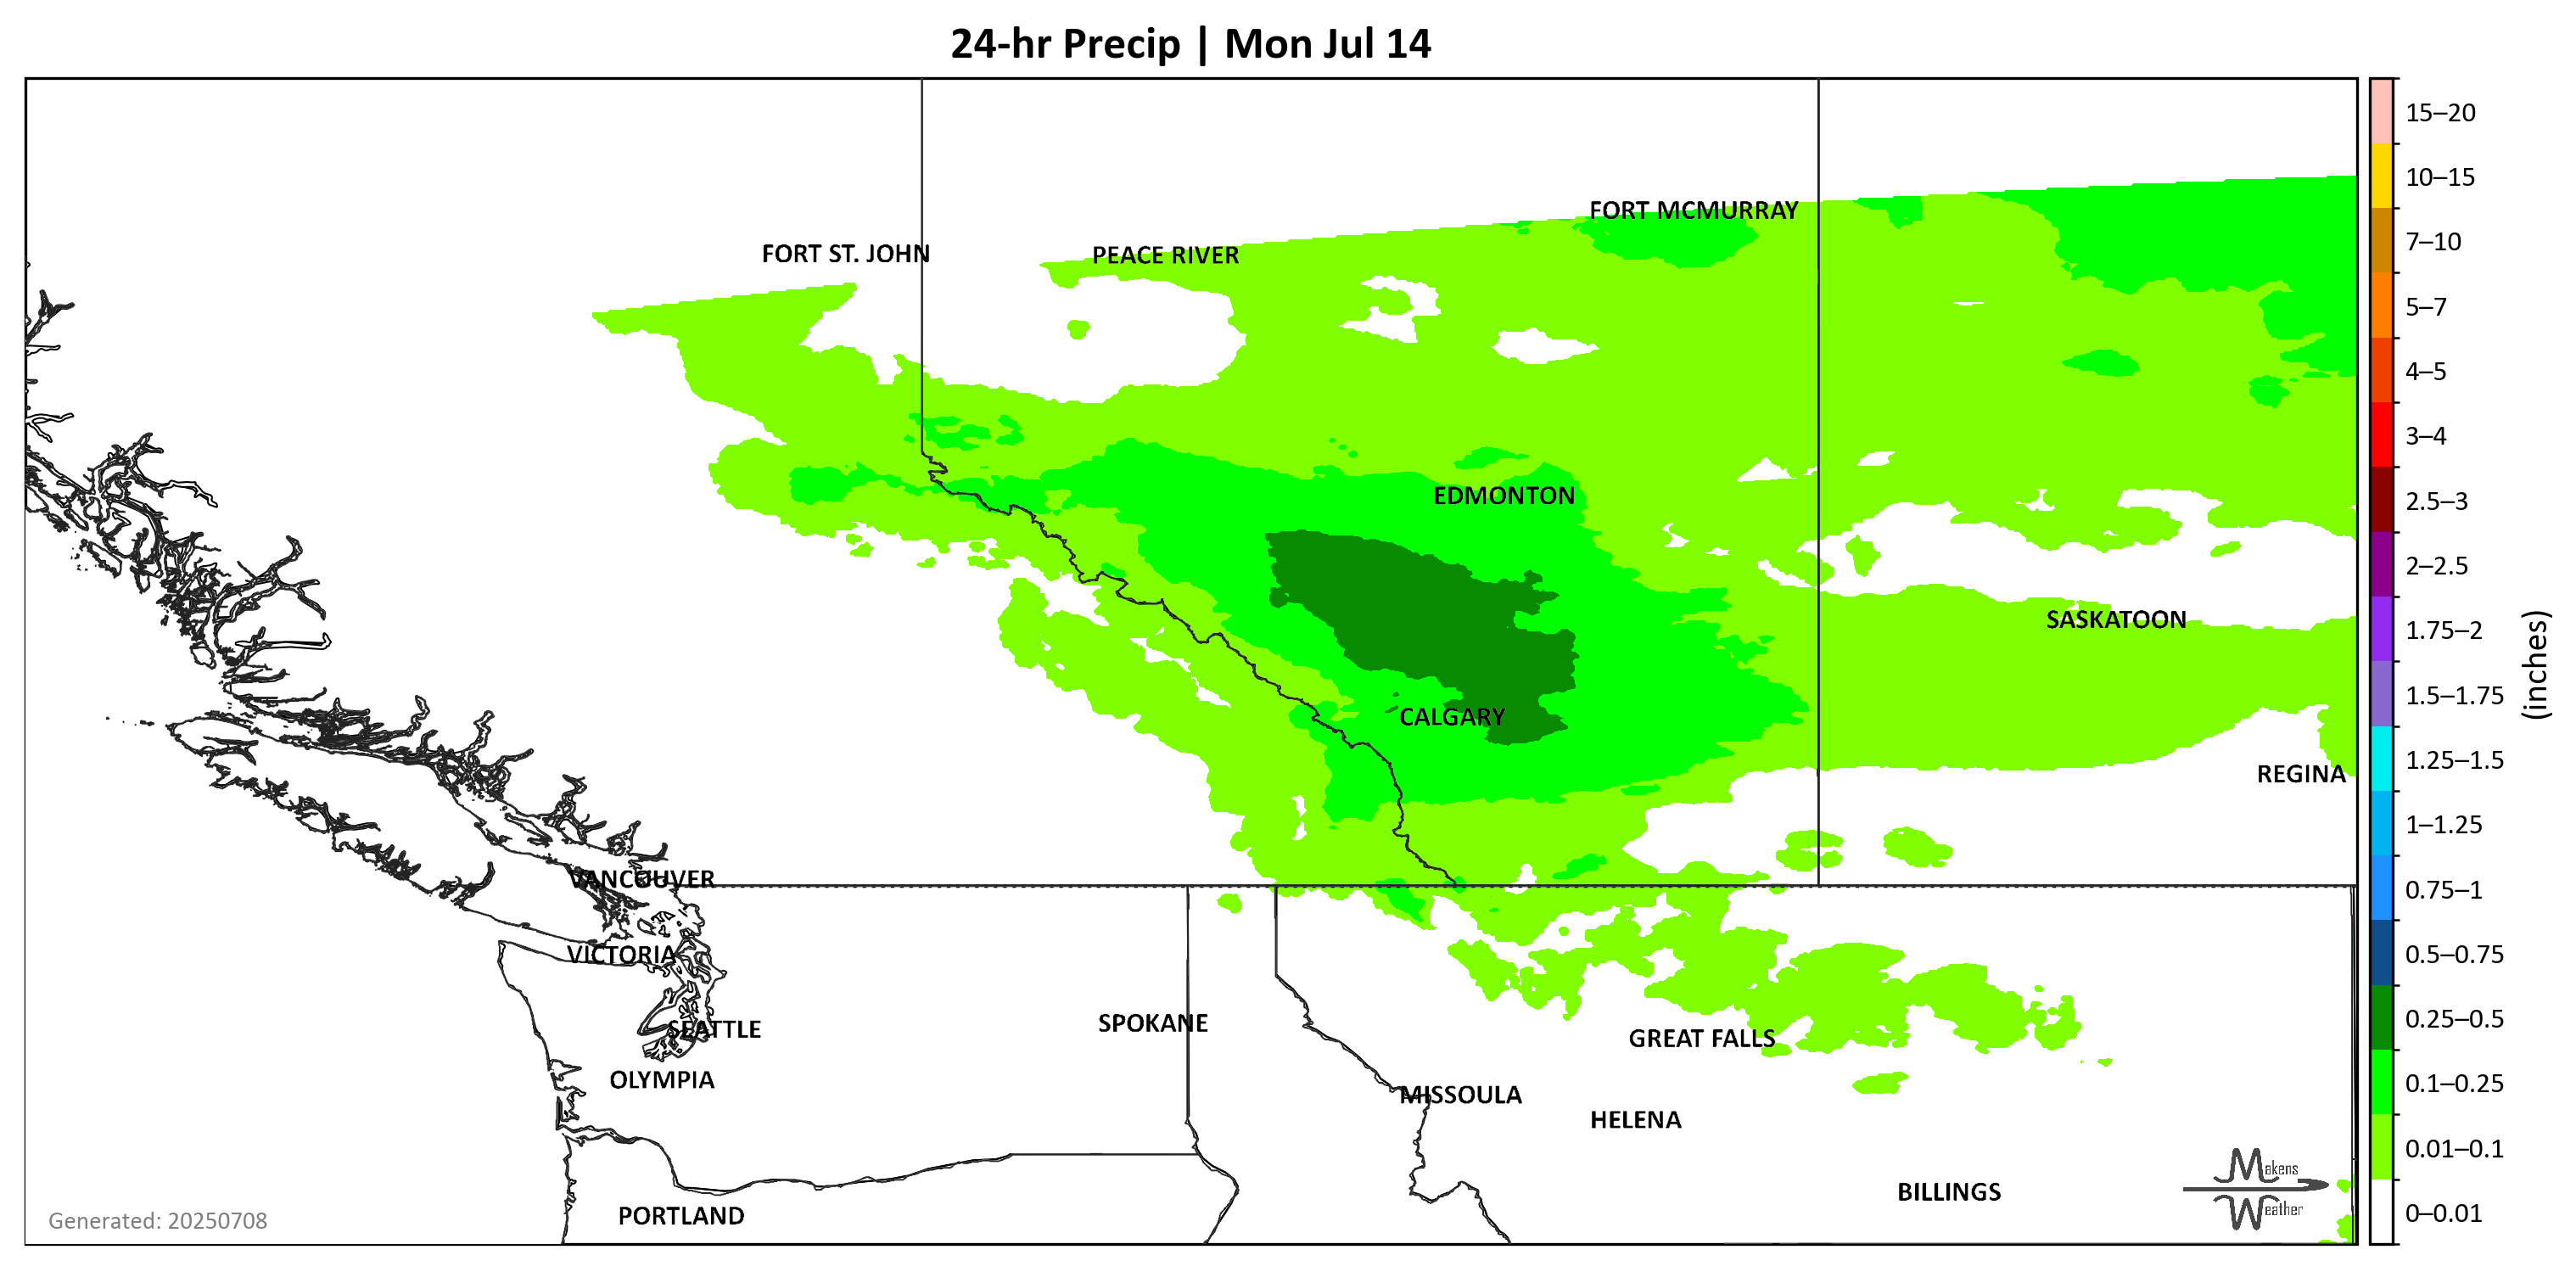 24-hr Precip | Mon Jul 14
15–20
10–15
7–10
5–7
4–5
3–4
2.5–3
2–2.5
1.75–2
1.5–1.75
1.25–1.5
1–1.25
0.75–1
0.5–0.75
0.25–0.5
0.1–0.25
0.01–0.1
0–0.01
(inches)
FORT MCMURRAY
FORT ST. JOHN
PEACE RIVER
EDMONTON
SASKATOON
CALGARY
REGINA
VANCOUVER
VICTORIA
SPOKANE
SEATTLE
GREAT FALLS
OLYMPIA
MISSOULA
HELENA
BILLINGS
PORTLAND
Makens
Weather
Generated: 20250708